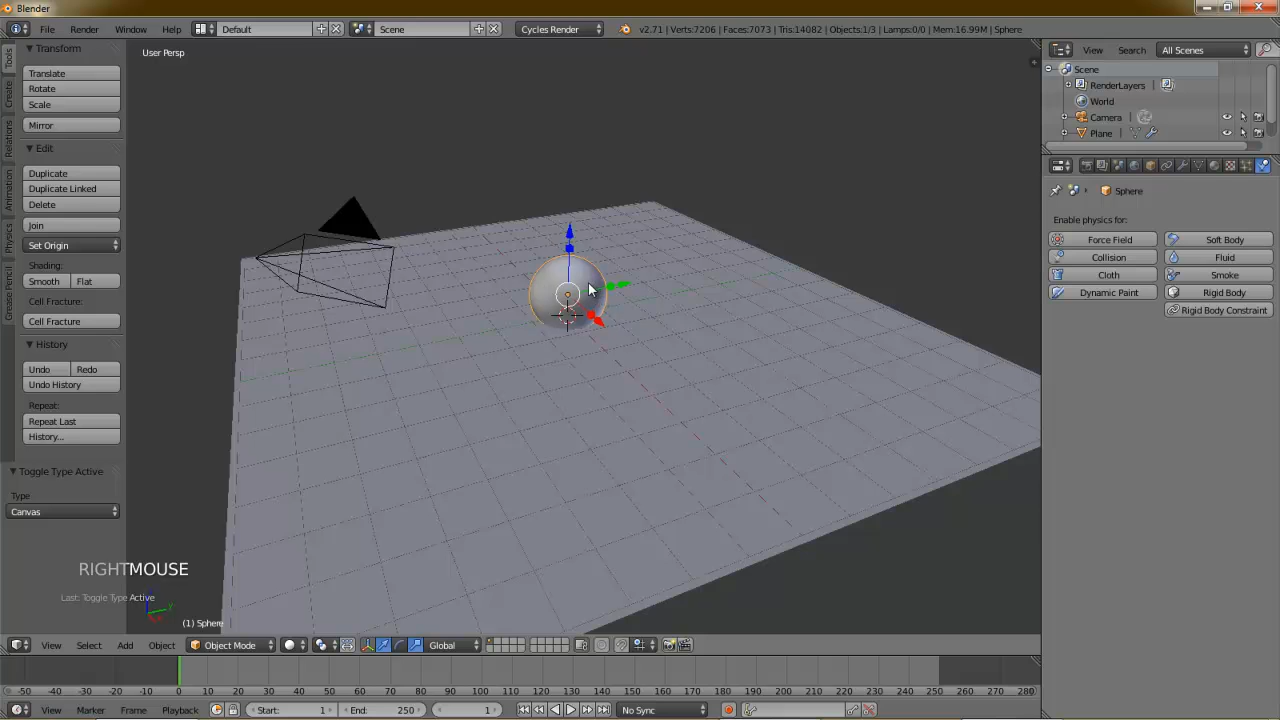 Blender
File Render Window Help Default Scene Cycles Render v2.71 | Verts:7206 | Faces:7073 | Tris:14082 | Objects:1/3 | Lamps:0/0 | Mem:16.99M | Sphere
Tools
Create
Relations
Animation
Physics
Grease Pencil
Transform
Translate
Rotate
Scale
Mirror
Edit
Duplicate
Duplicate Linked
Delete
Join
Set Origin
Shading:
Smooth Flat
Cell Fracture:
Cell Fracture
History
Undo Redo
Undo History
Repeat:
Repeat Last
History...
Toggle Type Active
Type
Canvas
User Persp
RIGHTMOUSE
Last: Toggle Type Active
(1) Sphere
View Search All Scenes
Scene
RenderLayers
World
Camera
Plane
Sphere
Enable physics for:
Force Field Soft Body
Collision Fluid
Cloth Smoke
Dynamic Paint Rigid Body
Rigid Body Constraint
View Select Add Object Object Mode Global
-50 -40 -30 -20 -10 0 10 20 30 40 50 60 70 80 90 100 110 120 130 140 150 160 170 180 190 200 210 220 230 240 250 260 270 280
View Marker Frame Playback Start: 1 End: 250 1 No Sync